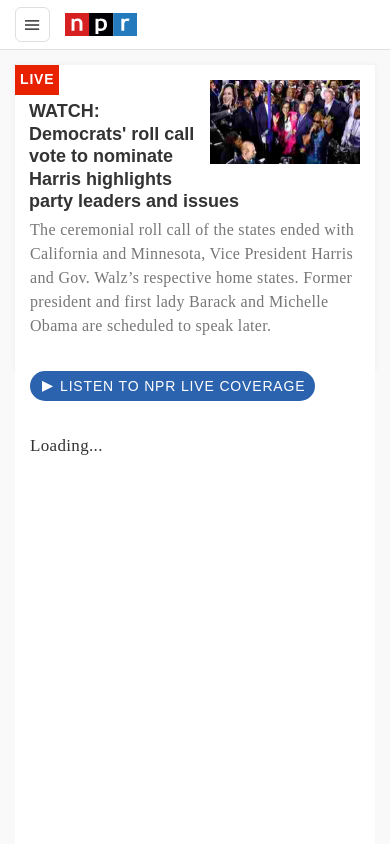 npr
LIVE
WATCH:
Democrats' roll call
vote to nominate
Harris highlights
party leaders and issues
The ceremonial roll call of the states ended with
California and Minnesota, Vice President Harris
and Gov. Walz’s respective home states. Former
president and first lady Barack and Michelle
Obama are scheduled to speak later.
LISTEN TO NPR LIVE COVERAGE
Loading...